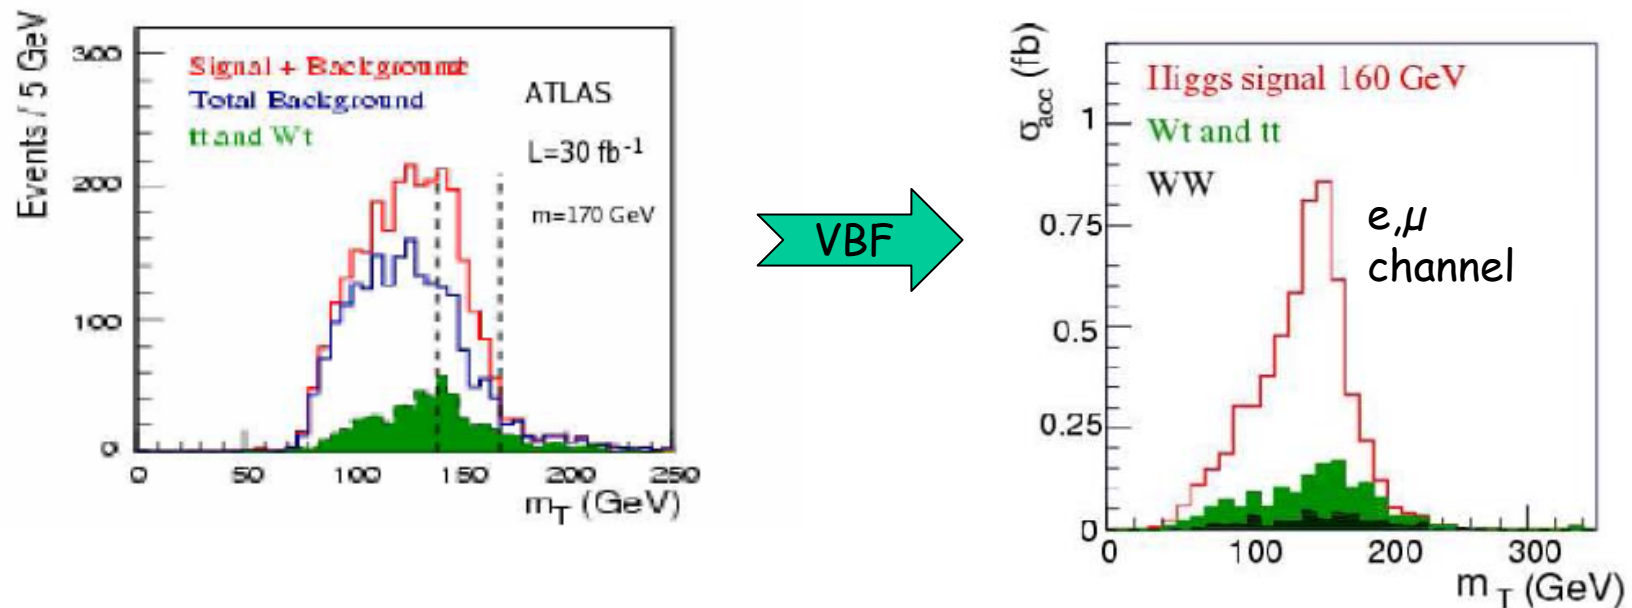 Events / 5 GeV
300
200
100
0
Signal + Background
Total Background
tt and Wt
ATLAS
L=30 fb-1
m=170 GeV
0 50 100 150 200 250
mT (GeV)
VBF
σacc (fb)
1
0.75
0.5
0.25
0
Higgs signal 160 GeV
Wt and tt
WW
e,μ
channel
0 100 200 300
mT (GeV)